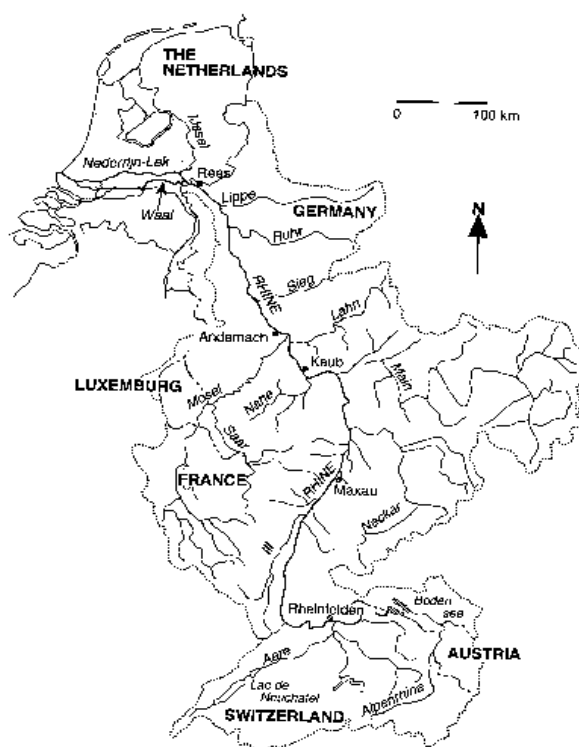 THE
NETHERLANDS
0 100 km
IJssel
Nederrijn-Lek
Rees
Lippe
GERMANY
N
Waal
Ruhr
RHINE
Sieg
Lahn
Andernach
Kaub
LUXEMBURG
Mosel
Nahe
Main
Saar
FRANCE
RHINE
Maxau
Neckar
Ill
Boden
see
Rheinfelden
Aare
AUSTRIA
Lac de
Neuchatel
Alpenrhine
SWITZERLAND